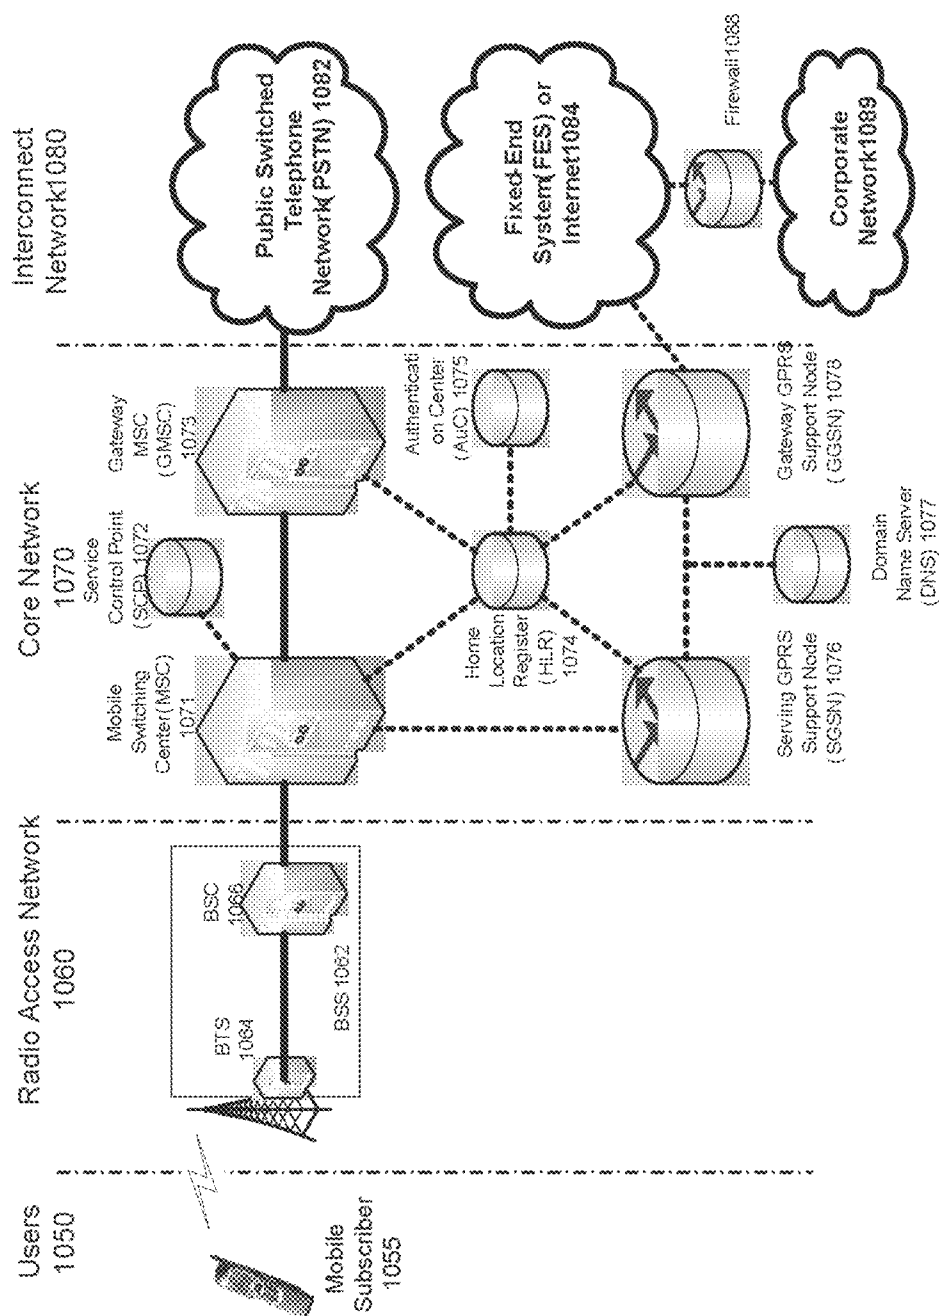 Users
1050
Radio Access Network
1060
Core Network
1070
Interconnect
Network1080
Mobile
Subscriber
1055
BTS
1064
BSC
1066
BSS 1062
Mobile
Switching
Center(MSC)
1071
Service
Control Point
(SCP) 1072
Gateway
MSC
(GMSC)
1073
Home
Location
Register
(HLR)
1074
Authenticati
on Center
(AuC) 1075
Serving GPRS
Support Node
(SGSN) 1076
Domain
Name Server
(DNS) 1077
Gateway GPRS
Support Node
(GGSN) 1078
Public Switched
Telephone
Network(PSTN) 1082
Fixed-End
System(FES) or
Internet1084
Firewall1088
Corporate
Network1089